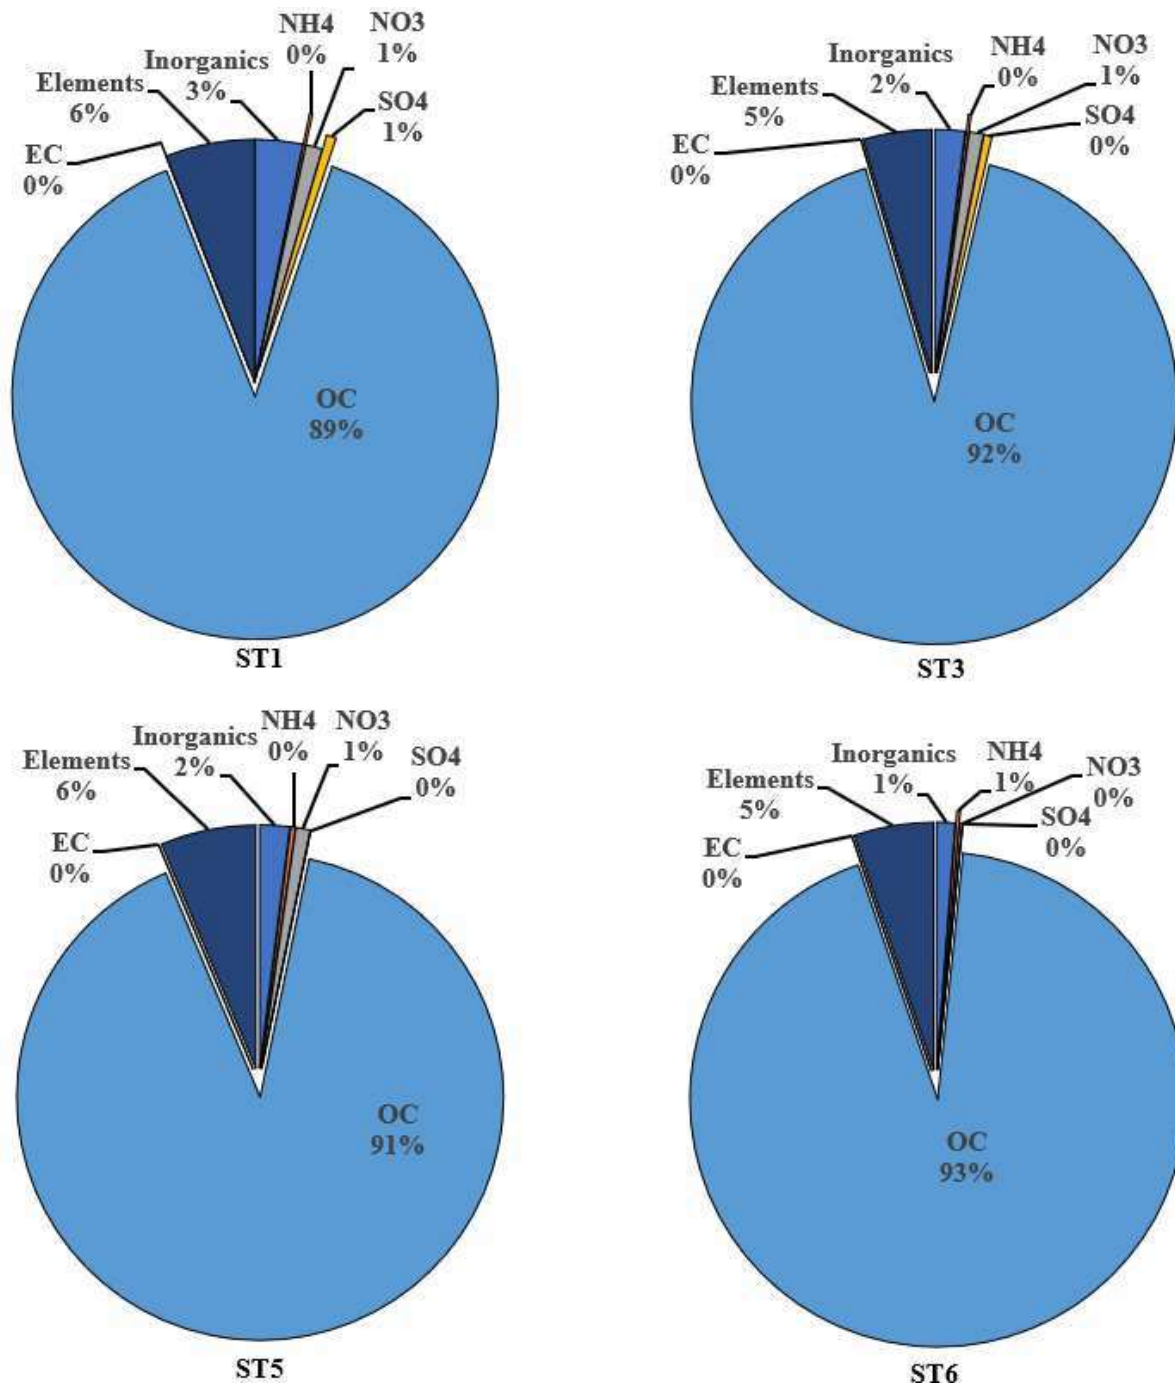 NH4
0%
NO3
1%
Inorganics
3%
Elements
6%
SO4
1%
EC
0%
OC
89%
ST1
NH4
0%
NO3
1%
Inorganics
2%
Elements
5%
SO4
0%
EC
0%
OC
92%
ST3
NH4
0%
NO3
1%
Inorganics
2%
Elements
6%
SO4
0%
EC
0%
OC
91%
ST5
Inorganics
1%
NH4
1%
NO3
0%
Elements
5%
SO4
0%
EC
0%
OC
93%
ST6